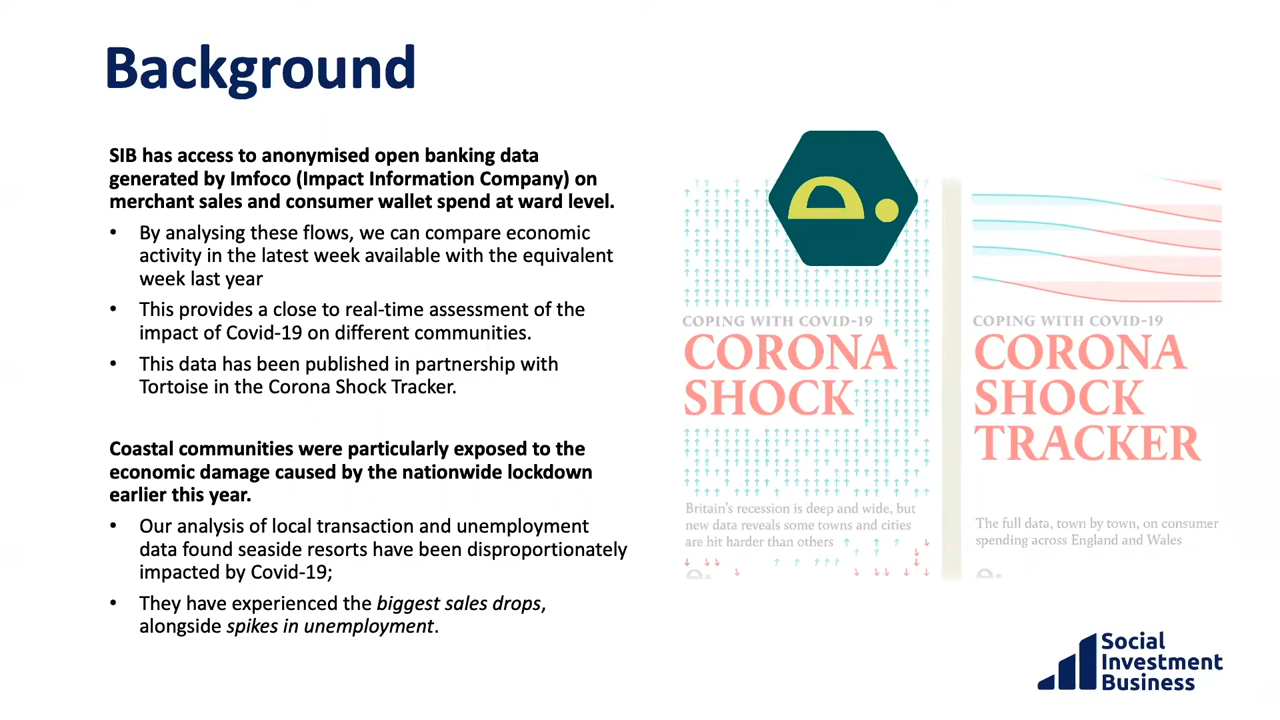 Background
SIB has access to anonymised open banking data
generated by Imfoco (Impact Information Company) on
merchant sales and consumer wallet spend at ward level.
• By analysing these flows, we can compare economic
activity in the latest week available with the equivalent
week last year
• This provides a close to real-time assessment of the
impact of Covid-19 on different communities.
• This data has been published in partnership with
Tortoise in the Corona Shock Tracker.
Coastal communities were particularly exposed to the
economic damage caused by the nationwide lockdown
earlier this year.
• Our analysis of local transaction and unemployment
data found seaside resorts have been disproportionately
impacted by Covid-19;
• They have experienced the biggest sales drops,
alongside spikes in unemployment.
COPING WITH COVID-19
CORONA
SHOCK
Britain's recession is deep and wide, but
new data reveals some towns and cities
are hit harder than others
COPING WITH COVID-19
CORONA
SHOCK
TRACKER
The full data, town by town, on consumer
spending across England and Wales
Social
Investment
Business